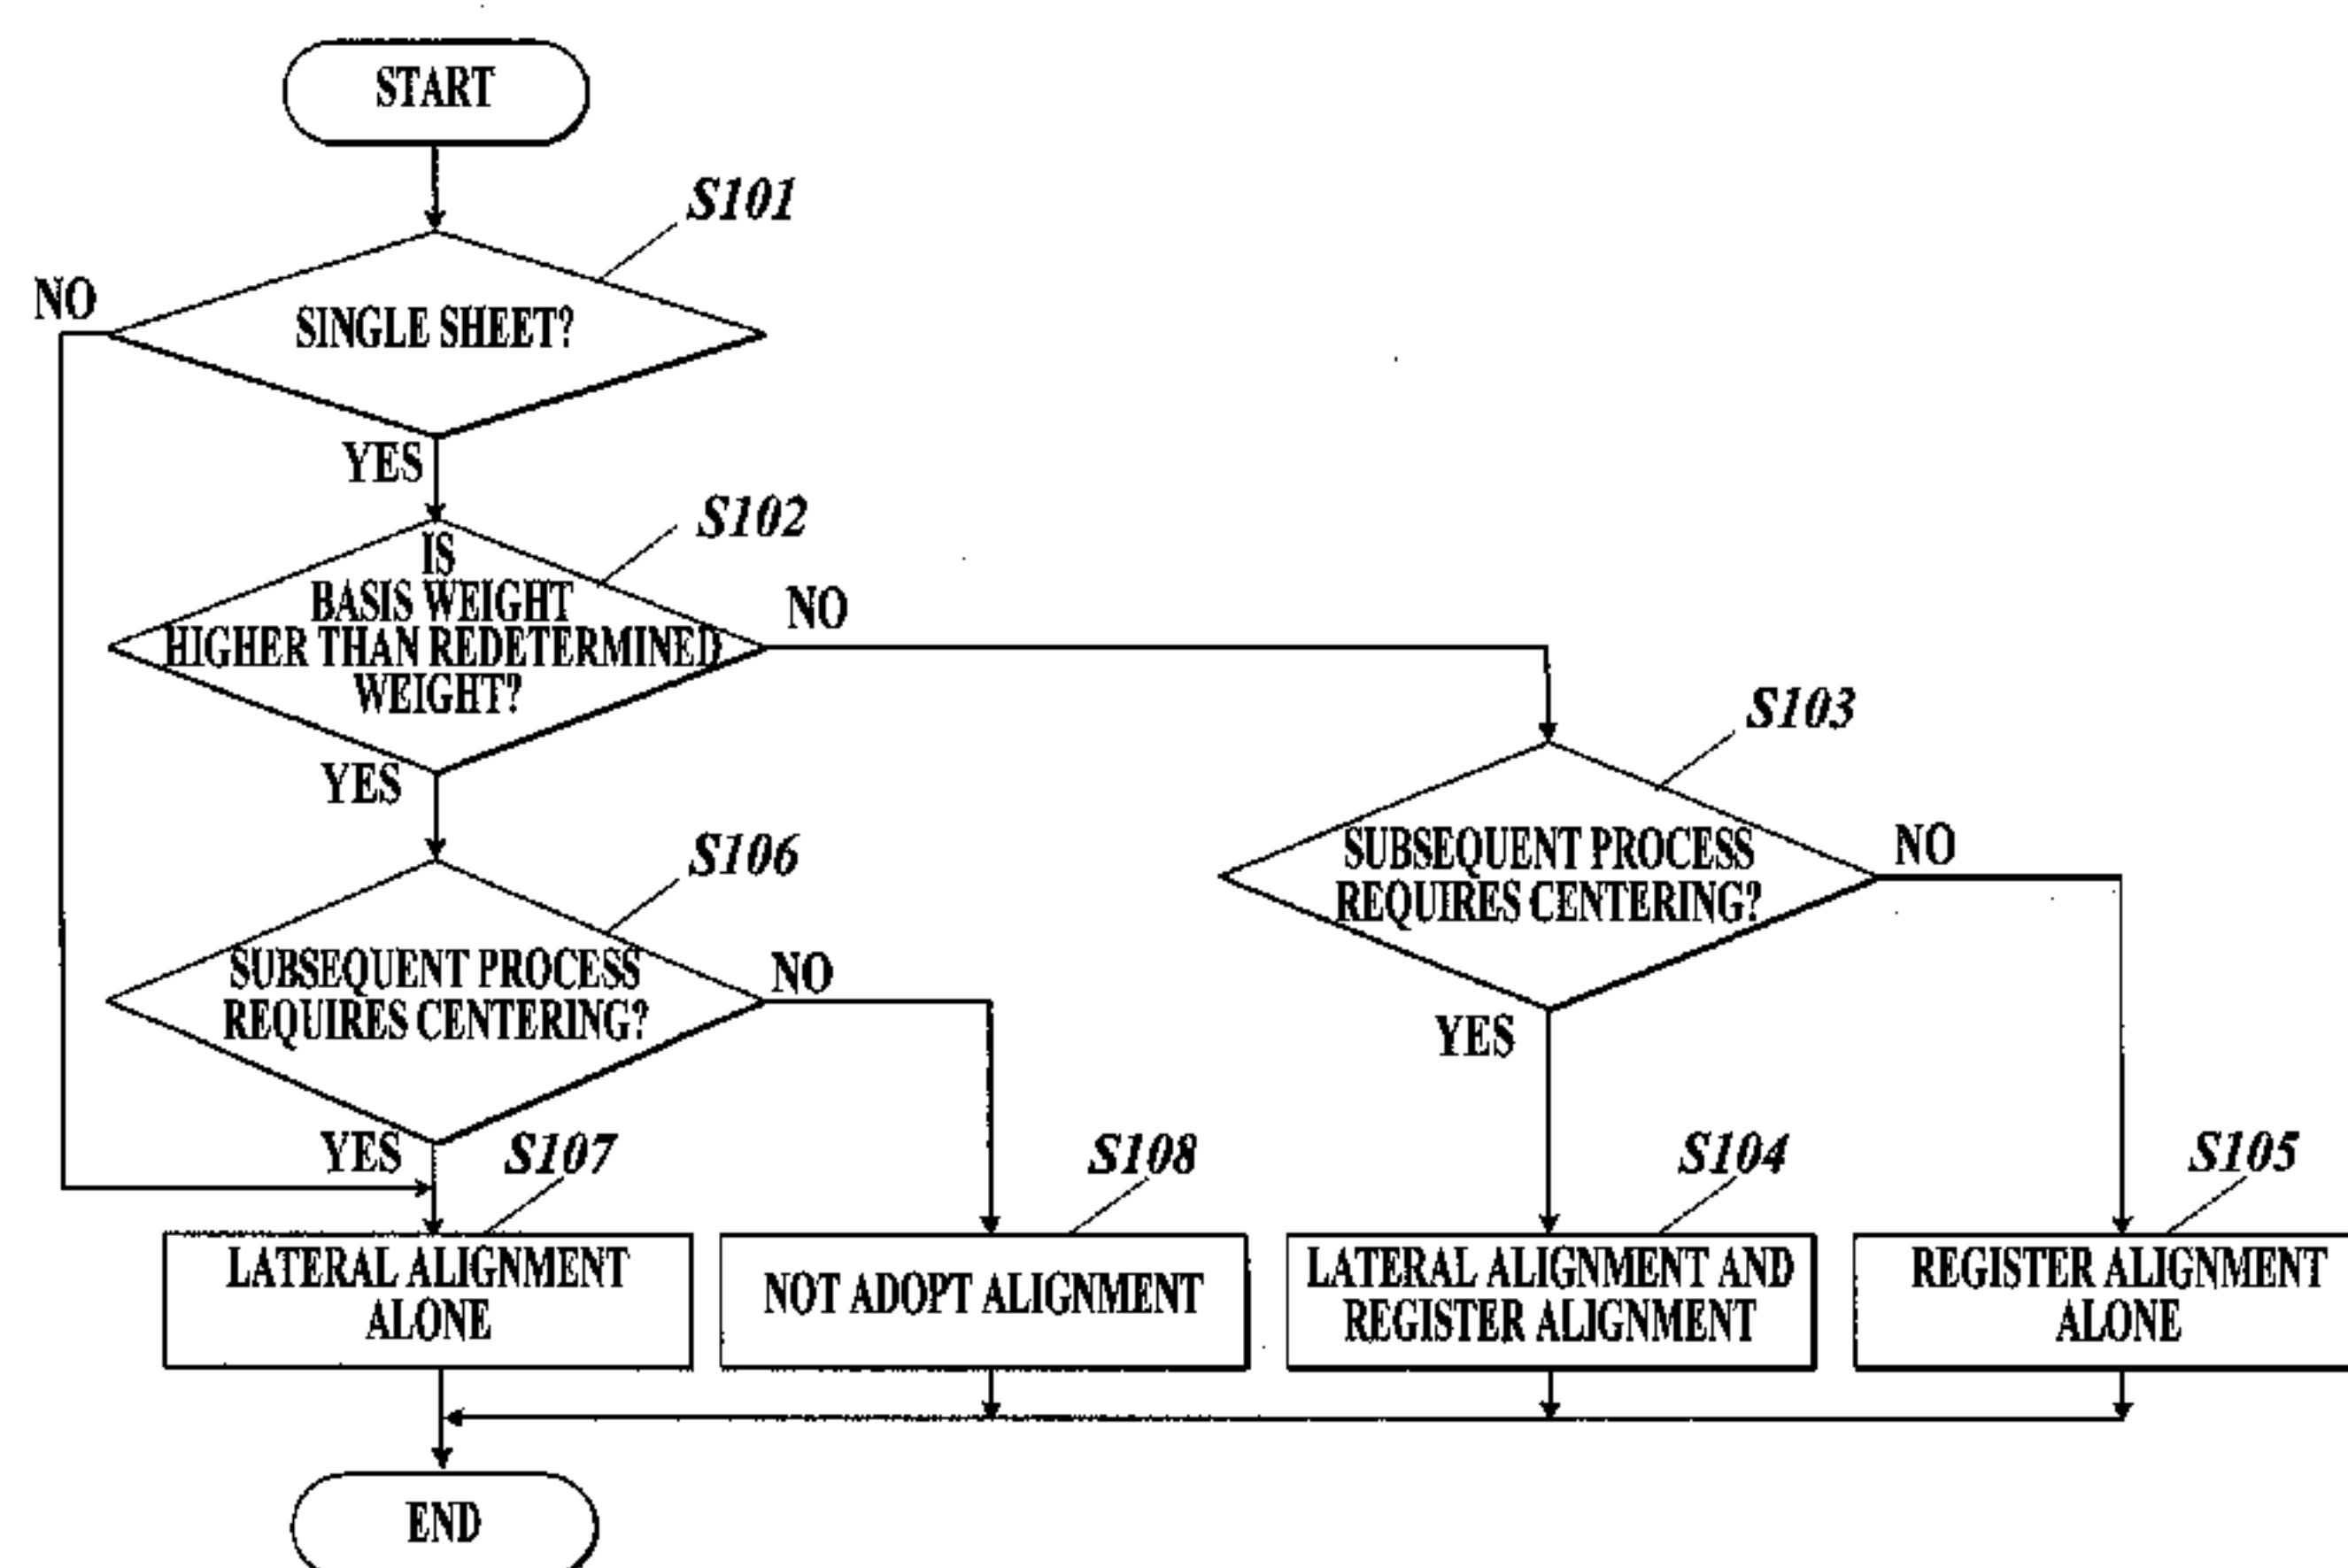 START
S101
NO
SINGLE SHEET?
YES
S102
IS
BASIS WEIGHT
HIGHER THAN REDETERMINED
WEIGHT?
NO
YES
S103
SUBSEQUENT PROCESS
REQUIRES CENTERING?
NO
YES
S106
SUBSEQUENT PROCESS
REQUIRES CENTERING?
NO
YES
S107
S108
S104
S105
LATERAL ALIGNMENT
ALONE
NOT ADOPT ALIGNMENT
LATERAL ALIGNMENT AND
REGISTER ALIGNMENT
REGISTER ALIGNMENT
ALONE
END